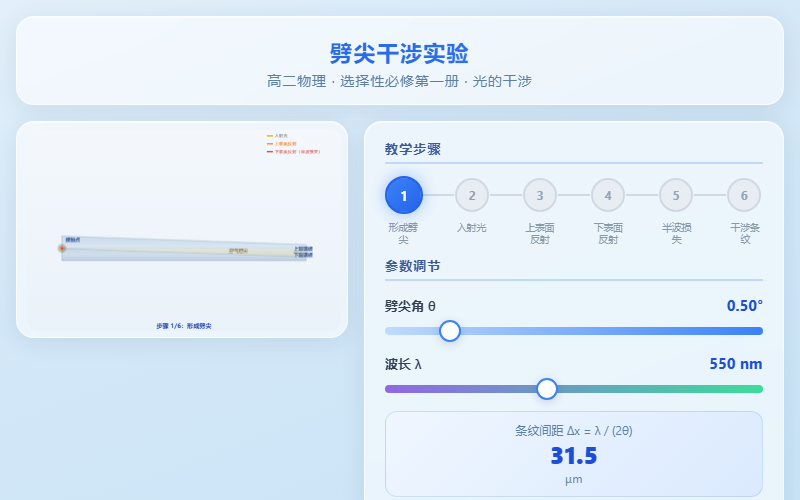 劈尖干涉实验
高二物理 · 选择性必修第一册 · 光的干涉
入射光
上表面反射
下表面反射（半波损失）
接触点
上玻璃板
下玻璃板
步骤 1/6: 形成劈尖
教学步骤
1
2
3
4
5
6
形成劈
尖
入射光
上表面
反射
下表面
反射
半波损
失
干涉条
纹
参数调节
劈尖角 θ
0.50°
波长 λ
550 nm
条纹间距 Δx = λ / (2θ)
31.5
μm